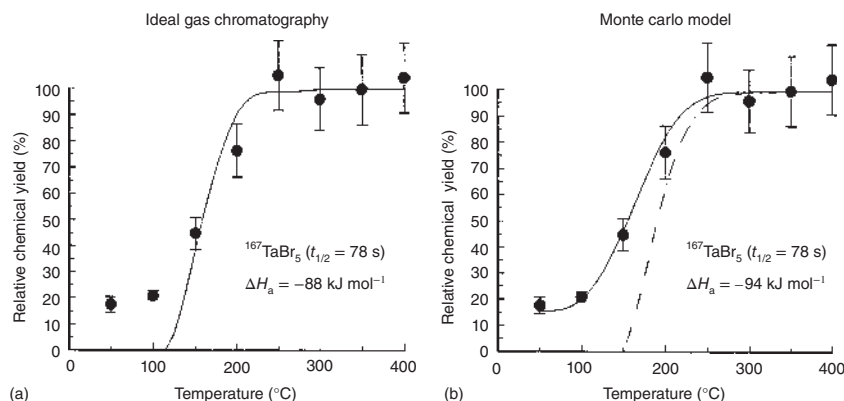 Ideal gas chromatography
Relative chemical yield (%)
100
90
80
70
60
50
40
30
20
10
0
¹⁶⁷TaBr₅ (t₁/₂ = 78 s)
ΔHₐ = −88 kJ mol⁻¹
0 100 200 300 400
(a) Temperature (°C)
Monte carlo model
Relative chemical yield (%)
100
90
80
70
60
50
40
30
20
10
0
¹⁶⁷TaBr₅ (t₁/₂ = 78 s)
ΔHₐ = −94 kJ mol⁻¹
0 100 200 300 400
(b) Temperature (°C)